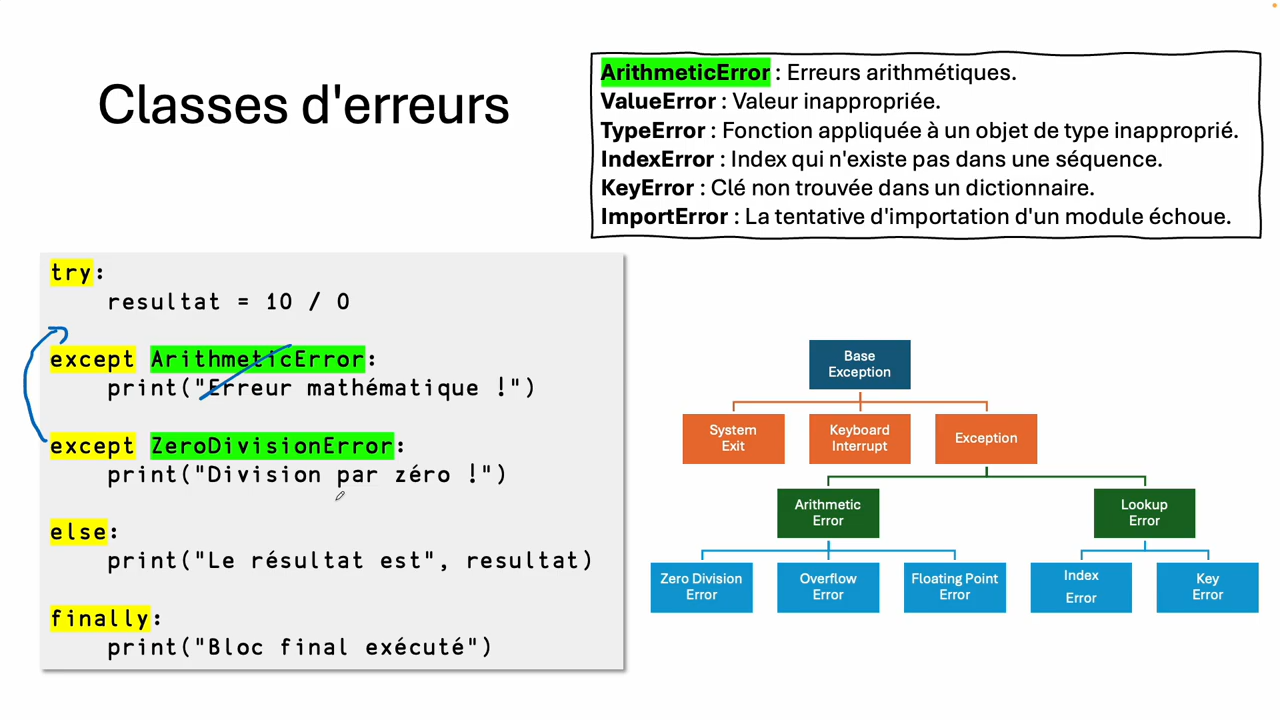 Classes d'erreurs
ArithmeticError : Erreurs arithmétiques.
ValueError : Valeur inappropriée.
TypeError : Fonction appliquée à un objet de type inapproprié.
IndexError : Index qui n'existe pas dans une séquence.
KeyError : Clé non trouvée dans un dictionnaire.
ImportError : La tentative d'importation d'un module échoue.
try:
    resultat = 10 / 0
except ArithmeticError:
    print("Erreur mathématique !")
except ZeroDivisionError:
    print("Division par zéro !")
else:
    print("Le résultat est", resultat)
finally:
    print("Bloc final exécuté")
Base
Exception
System
Exit
Keyboard
Interrupt
Exception
Arithmetic
Error
Lookup
Error
Zero Division
Error
Overflow
Error
Floating Point
Error
Index
Error
Key
Error